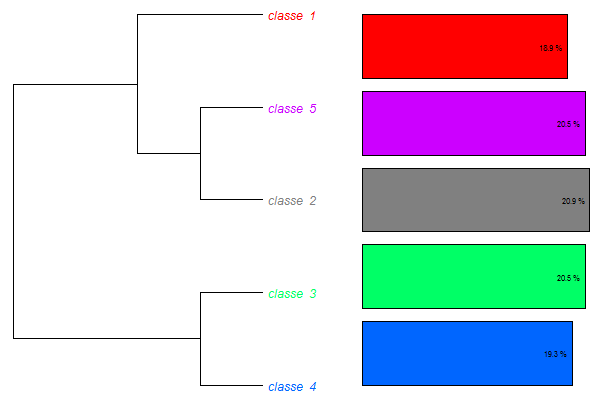 classe 1
18.9 %
classe 5
20.5 %
classe 2
20.9 %
classe 3
20.5 %
classe 4
19.3 %